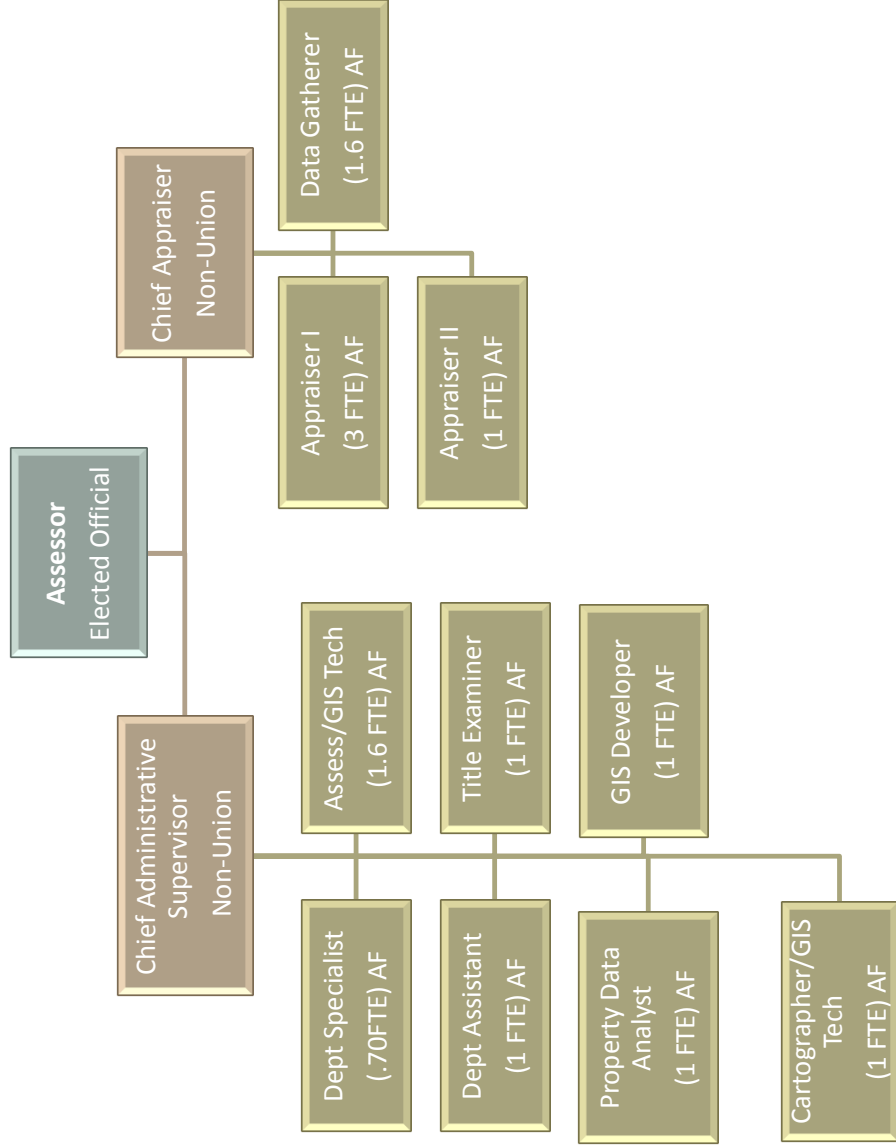 Assessor
Elected Official
Chief Administrative
Supervisor
Non-Union
Chief Appraiser
Non-Union
Dept Specialist
(.70FTE) AF
Assess/GIS Tech
(1.6 FTE) AF
Dept Assistant
(1 FTE) AF
Title Examiner
(1 FTE) AF
Property Data
Analyst
(1 FTE) AF
GIS Developer
(1 FTE) AF
Cartographer/GIS
Tech
(1 FTE) AF
Appraiser I
(3 FTE) AF
Data Gatherer
(1.6 FTE) AF
Appraiser II
(1 FTE) AF